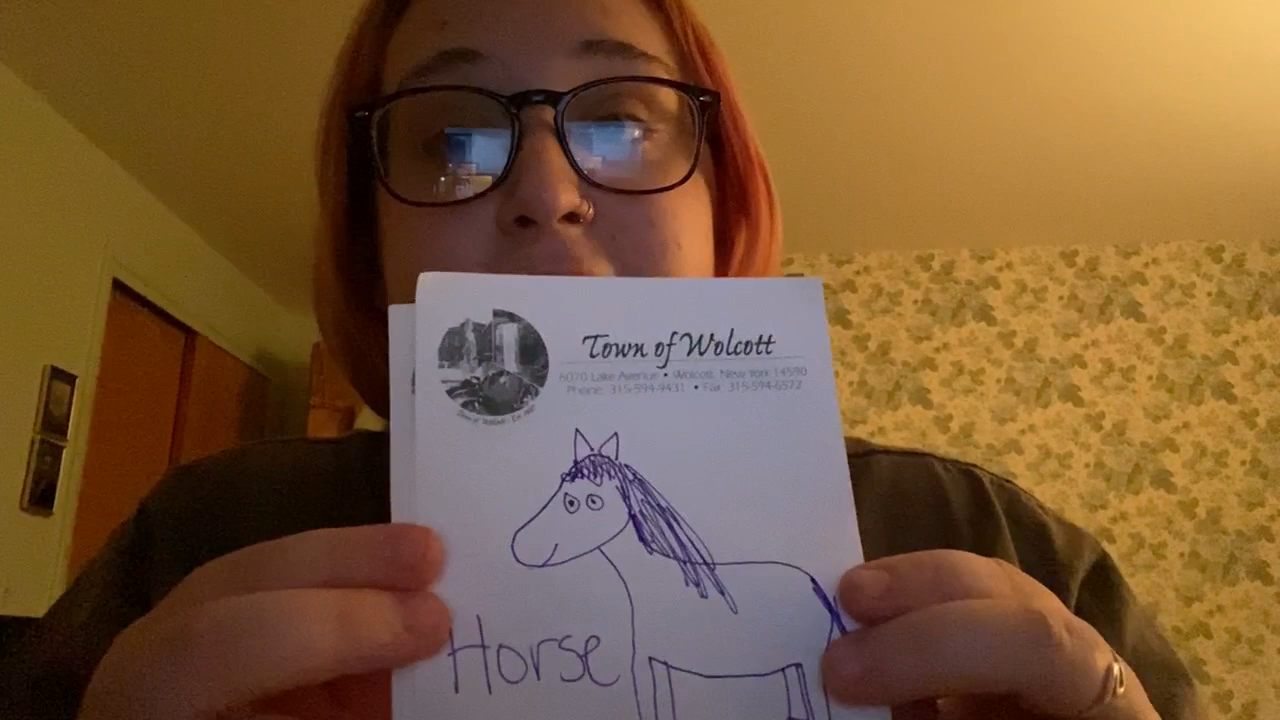 Town of Wolcott
6070 Lake Avenue • Wolcott, New York 14590
Phone: 315-594-9431 • Fax 315-594-6572
Horse